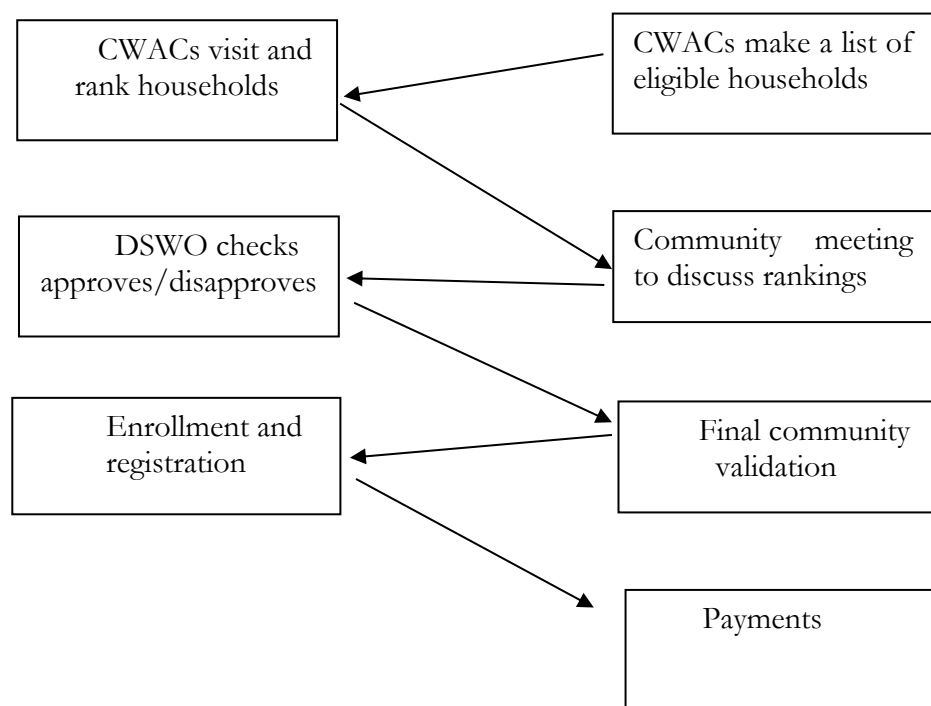 CWACs visit and
rank households
CWACs make a list of
eligible households
DSWO checks
approves/disapproves
Community meeting
to discuss rankings
Enrollment and
registration
Final community
validation
Payments